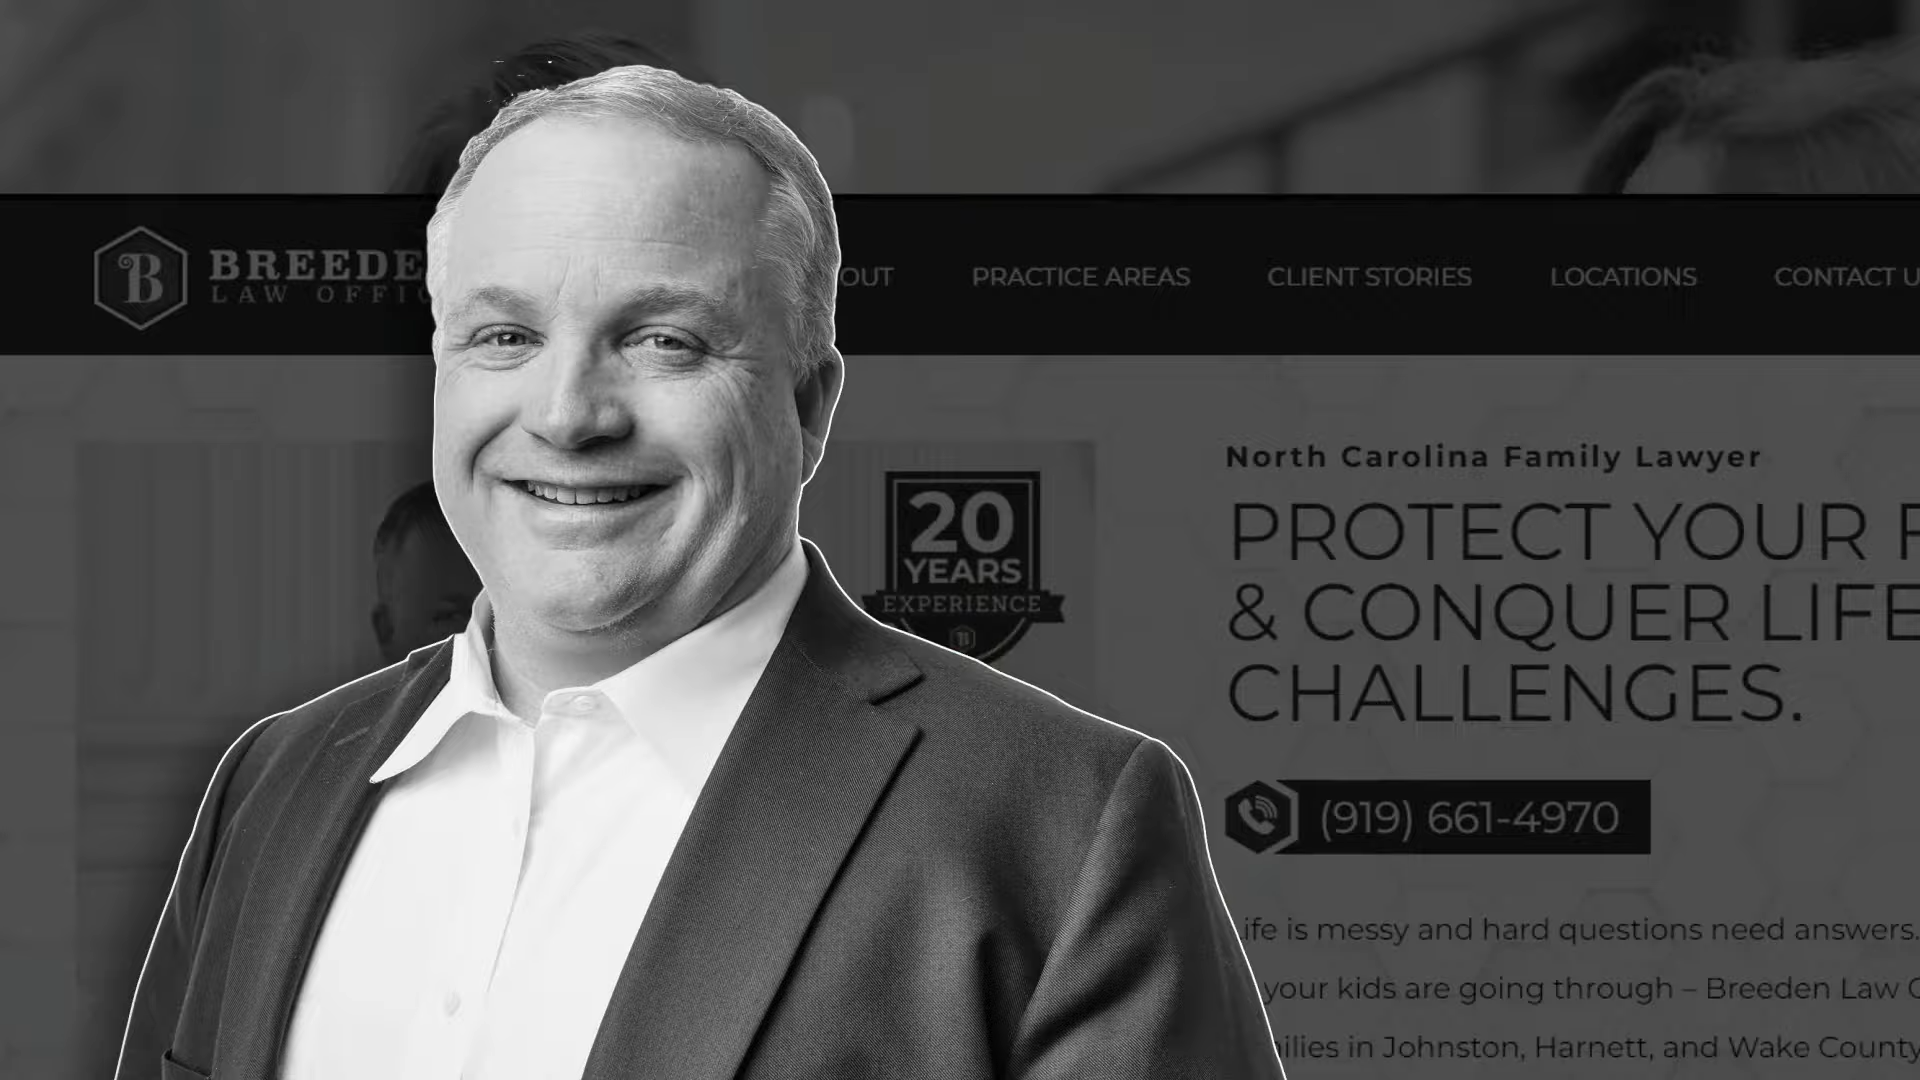 B BREEDE
LAW OFFIC
OUT
PRACTICE AREAS
CLIENT STORIES
LOCATIONS
CONTACT U
20
YEARS
EXPERIENCE
B
North Carolina Family Lawyer
PROTECT YOUR F
& CONQUER LIFE
CHALLENGES.
(919) 661-4970
ife is messy and hard questions need answers.
your kids are going through – Breeden Law O
ilies in Johnston, Harnett, and Wake County